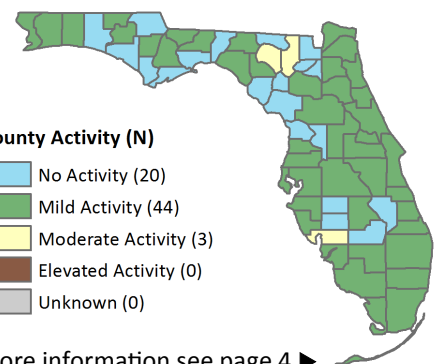 ounty Activity (N)
No Activity (20)
Mild Activity (44)
Moderate Activity (3)
Elevated Activity (0)
Unknown (0)
ore information see page 4 ►